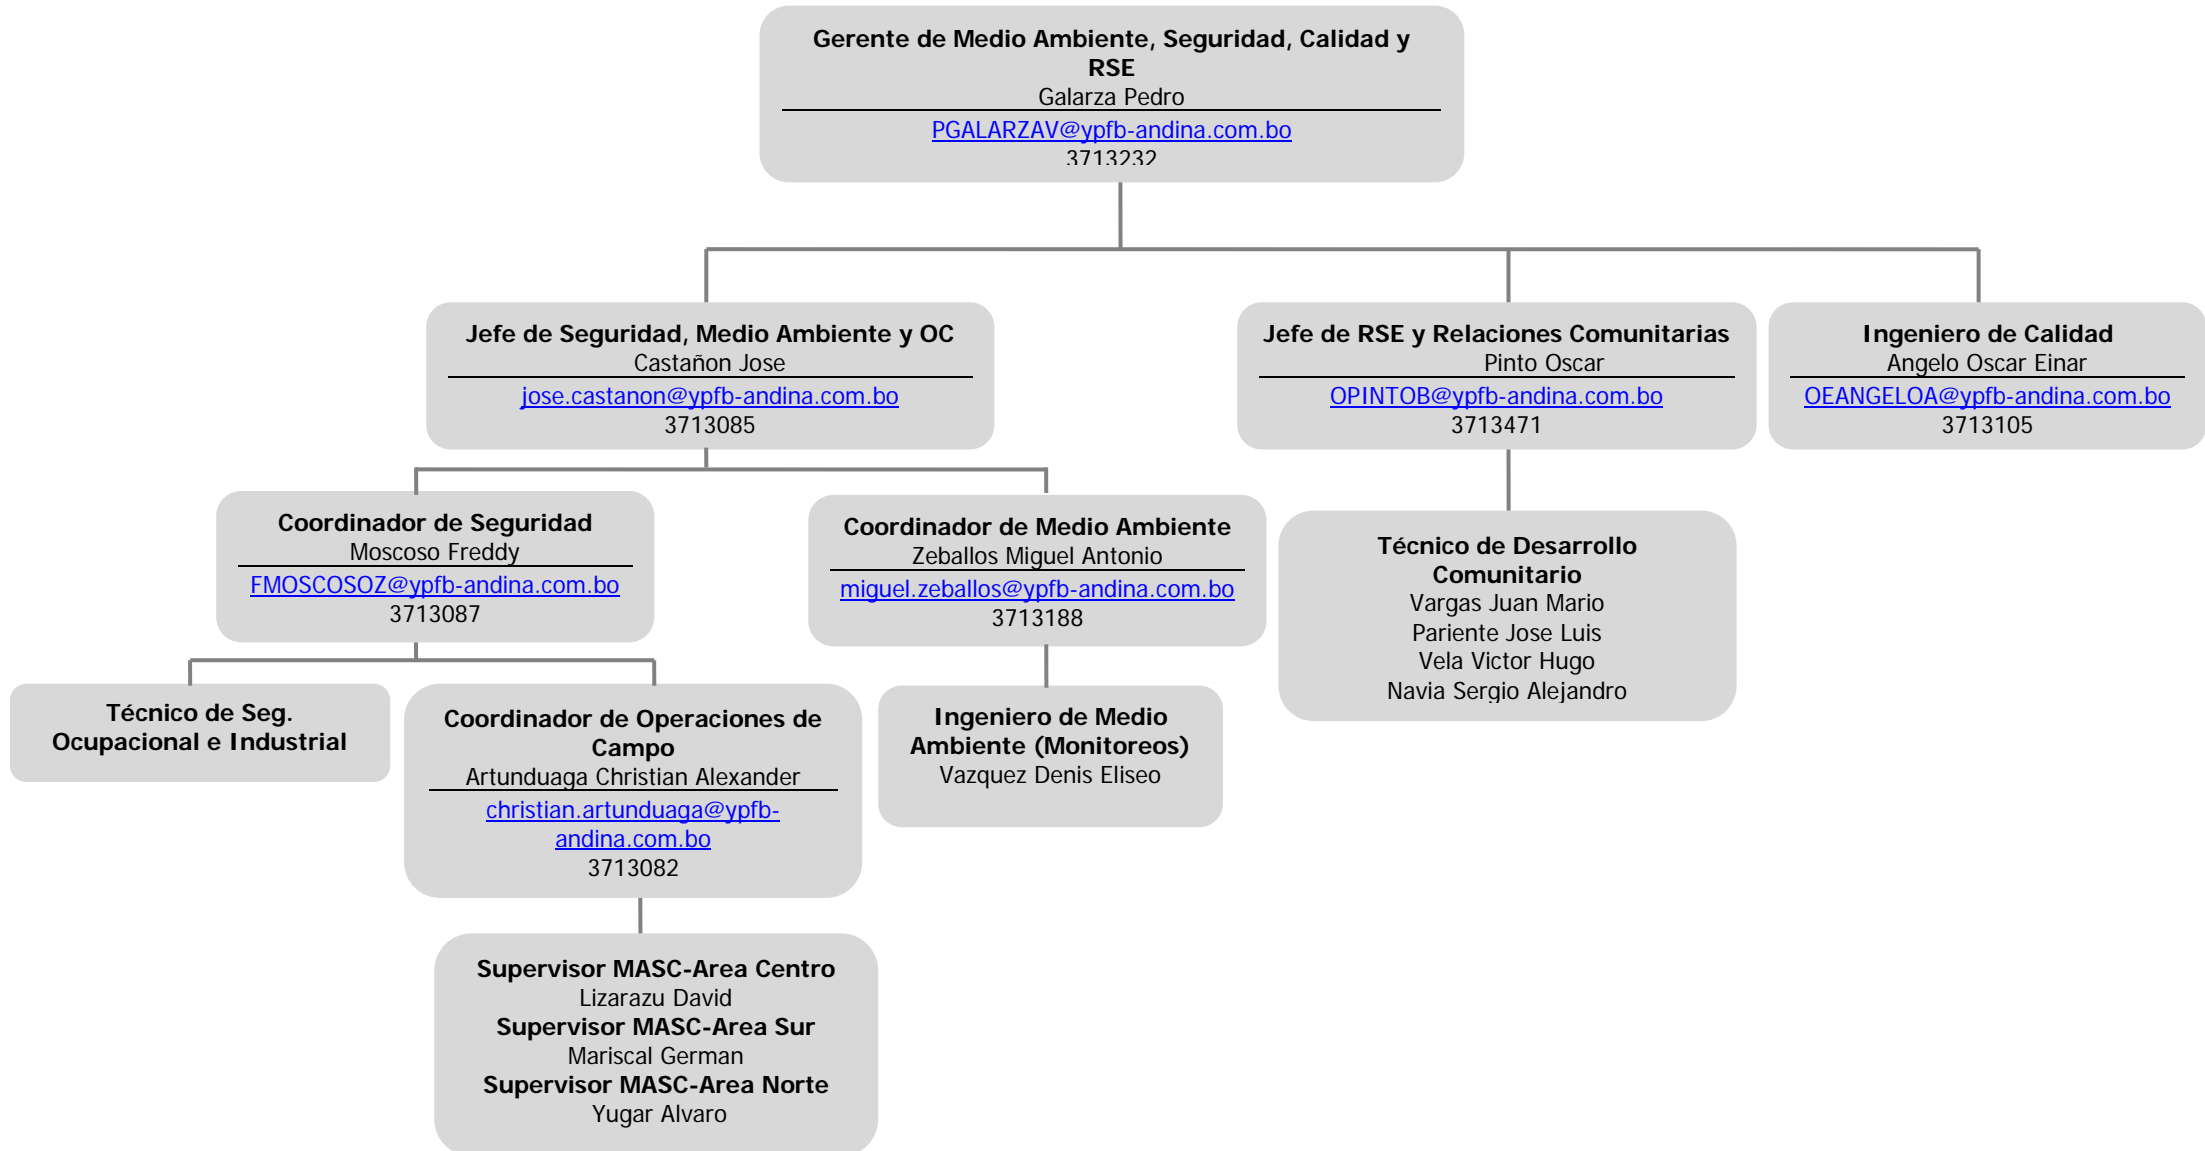 Gerente de Medio Ambiente, Seguridad, Calidad y
RSE
Galarza Pedro
PGALARZAV@ypfb-andina.com.bo
3713232
Jefe de Seguridad, Medio Ambiente y OC
Castañon Jose
jose.castanon@ypfb-andina.com.bo
3713085
Jefe de RSE y Relaciones Comunitarias
Pinto Oscar
OPINTOB@ypfb-andina.com.bo
3713471
Ingeniero de Calidad
Angelo Oscar Einar
OEANGELOA@ypfb-andina.com.bo
3713105
Coordinador de Seguridad
Moscoso Freddy
FMOSCOSOZ@ypfb-andina.com.bo
3713087
Coordinador de Medio Ambiente
Zeballos Miguel Antonio
miguel.zeballos@ypfb-andina.com.bo
3713188
Técnico de Desarrollo
Comunitario
Vargas Juan Mario
Pariente Jose Luis
Vela Victor Hugo
Navia Sergio Alejandro
Técnico de Seg.
Ocupacional e Industrial
Coordinador de Operaciones de
Campo
Artunduaga Christian Alexander
christian.artunduaga@ypfb-
andina.com.bo
3713082
Ingeniero de Medio
Ambiente (Monitoreos)
Vazquez Denis Eliseo
Supervisor MASC-Area Centro
Lizarazu David
Supervisor MASC-Area Sur
Mariscal German
Supervisor MASC-Area Norte
Yugar Alvaro